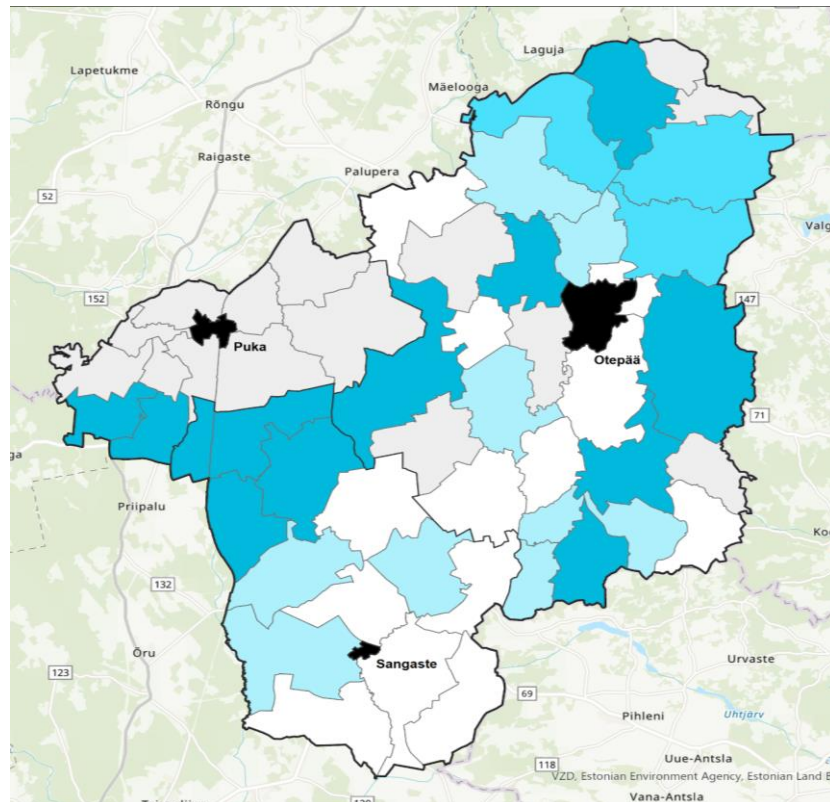 Laguja
Lapetukme
Mäelooga
Rõngu
Raigaste
Palupera
52
Valg
152
147
Puka
Otepää
71
ga
Priipalu
Koo
132
Õru
Sangaste
Urvaste
123
69
Pihleni
Uhtjärv
118
Uue-Antsla
VZD, Estonian Environment Agency, Estonian Land B
Vana-Antsla